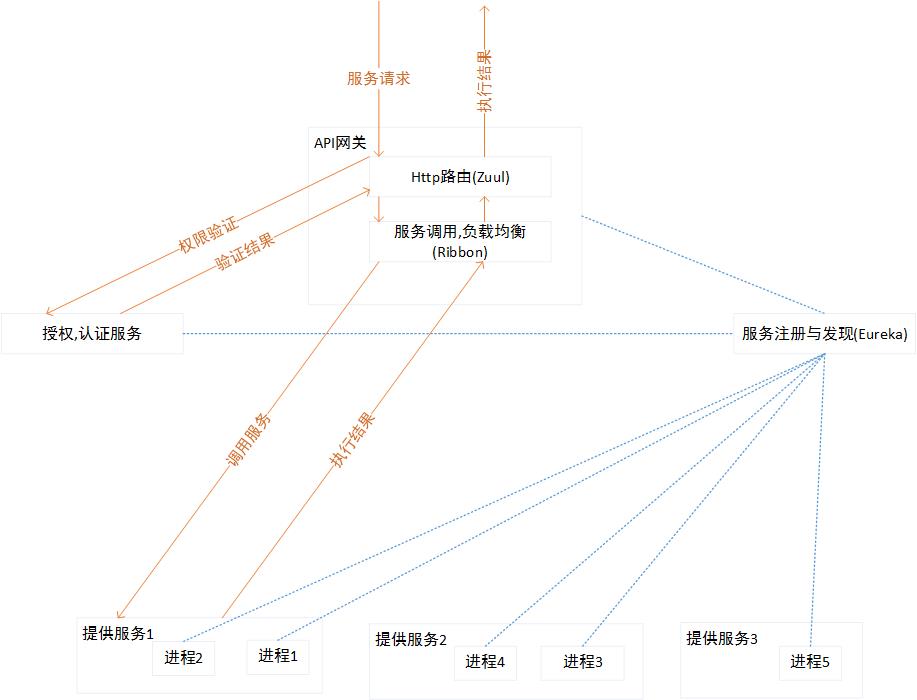 服务请求
执行结果
API网关
Http路由(Zuul)
权限验证
验证结果
服务调用,负载均衡
(Ribbon)
授权,认证服务
服务注册与发现(Eureka)
调用服务
执行结果
提供服务1
进程2
进程1
提供服务2
进程4
进程3
提供服务3
进程5